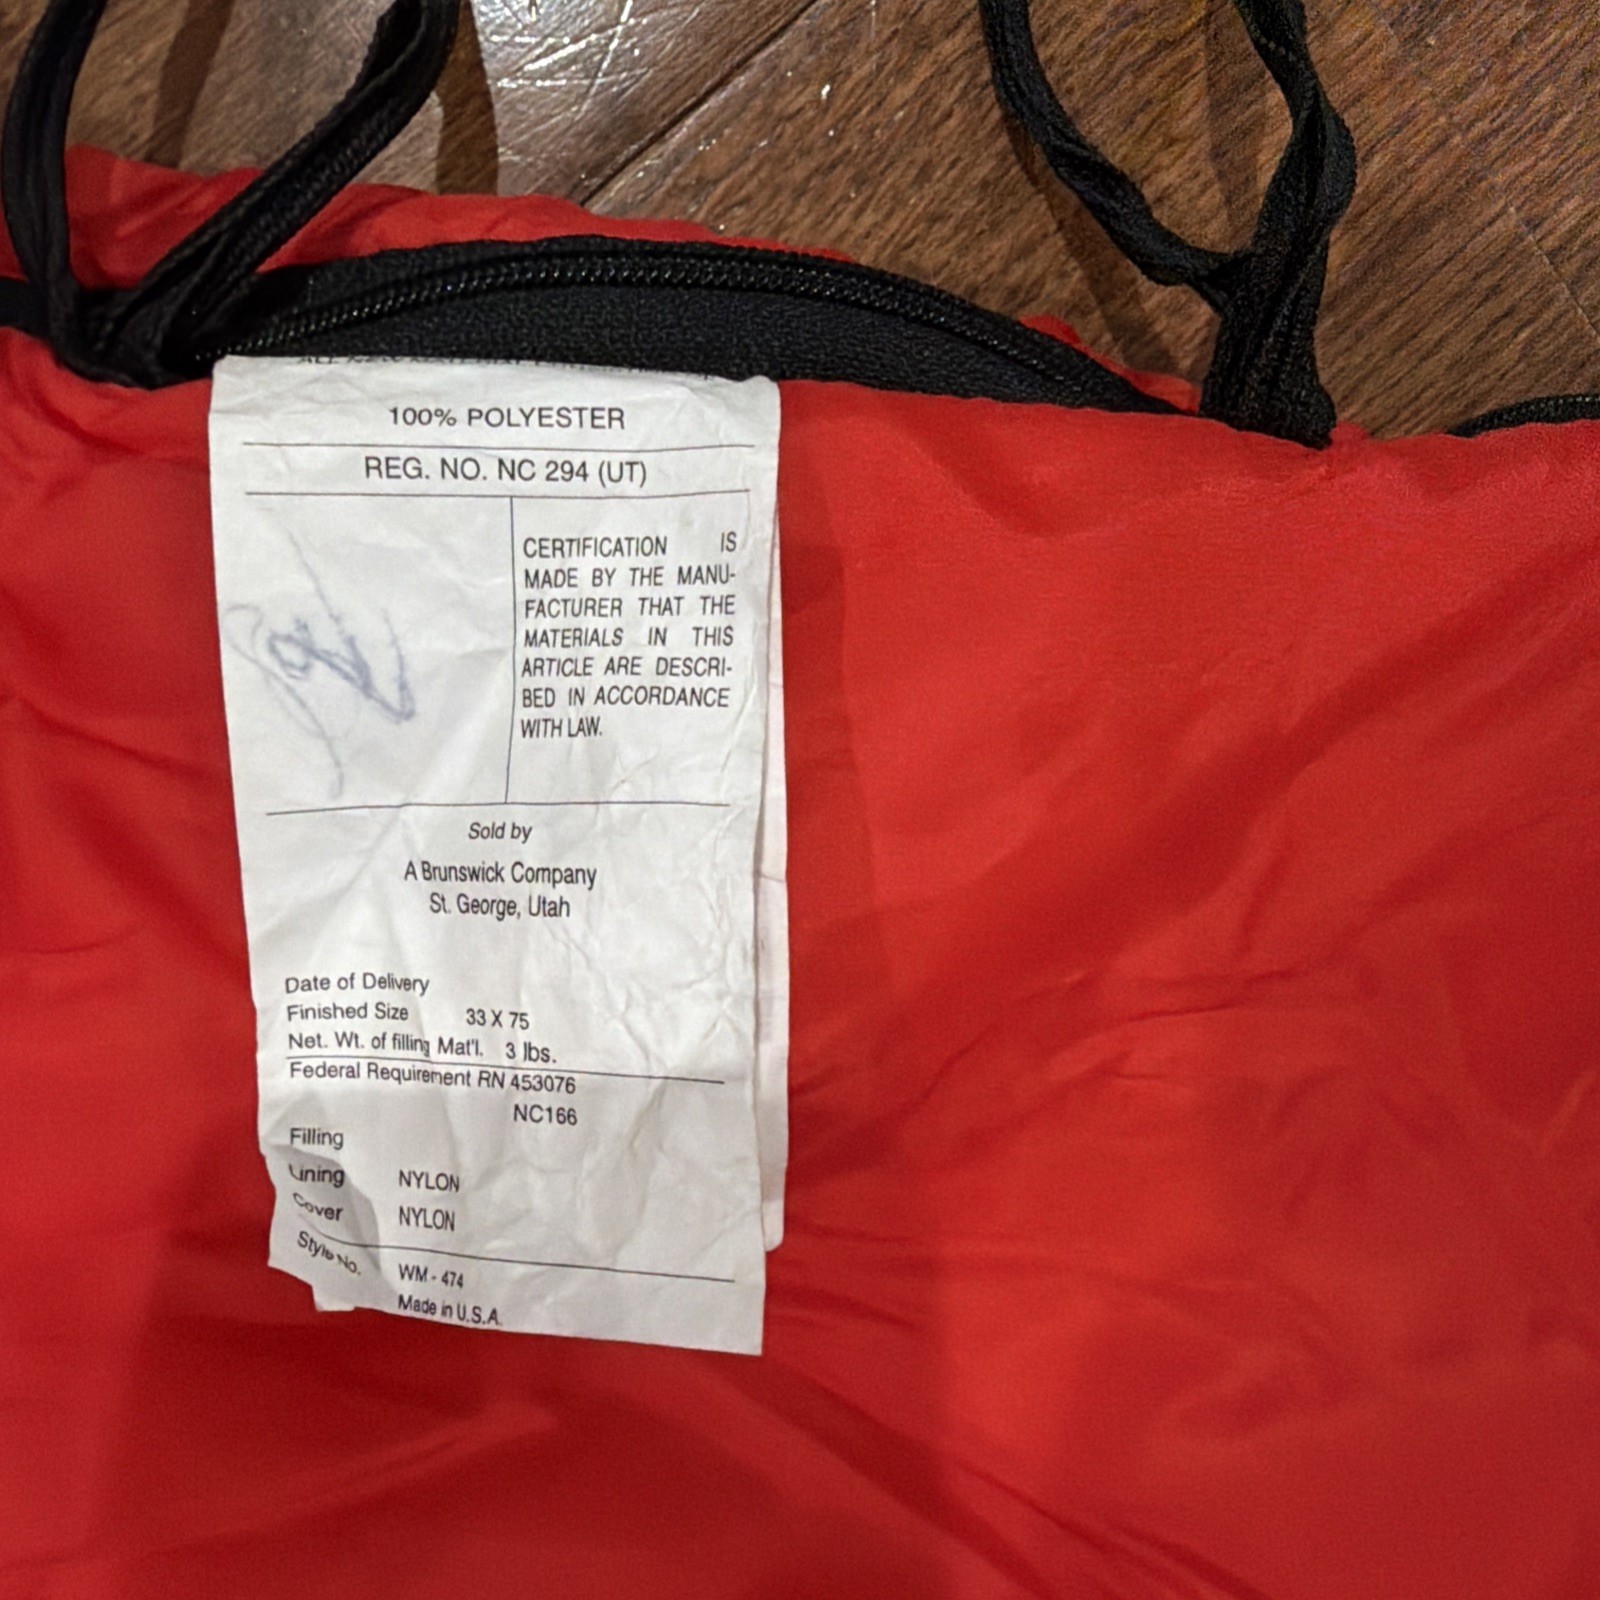 100% POLYESTER
REG. NO. NC 294 (UT)
CERTIFICATION IS
MADE BY THE MANU-
FACTURER THAT THE
MATERIALS IN THIS
ARTICLE ARE DESCRI-
BED IN ACCORDANCE
WITH LAW.
Sold by
A Brunswick Company
St. George, Utah
Date of Delivery
Finished Size 33 X 75
Net. Wt. of filling Mat'l. 3 lbs.
Federal Requirement RN 453076
NC166
Filling
Lining NYLON
Cover NYLON
Style No. WM - 474
Made in U.S.A.